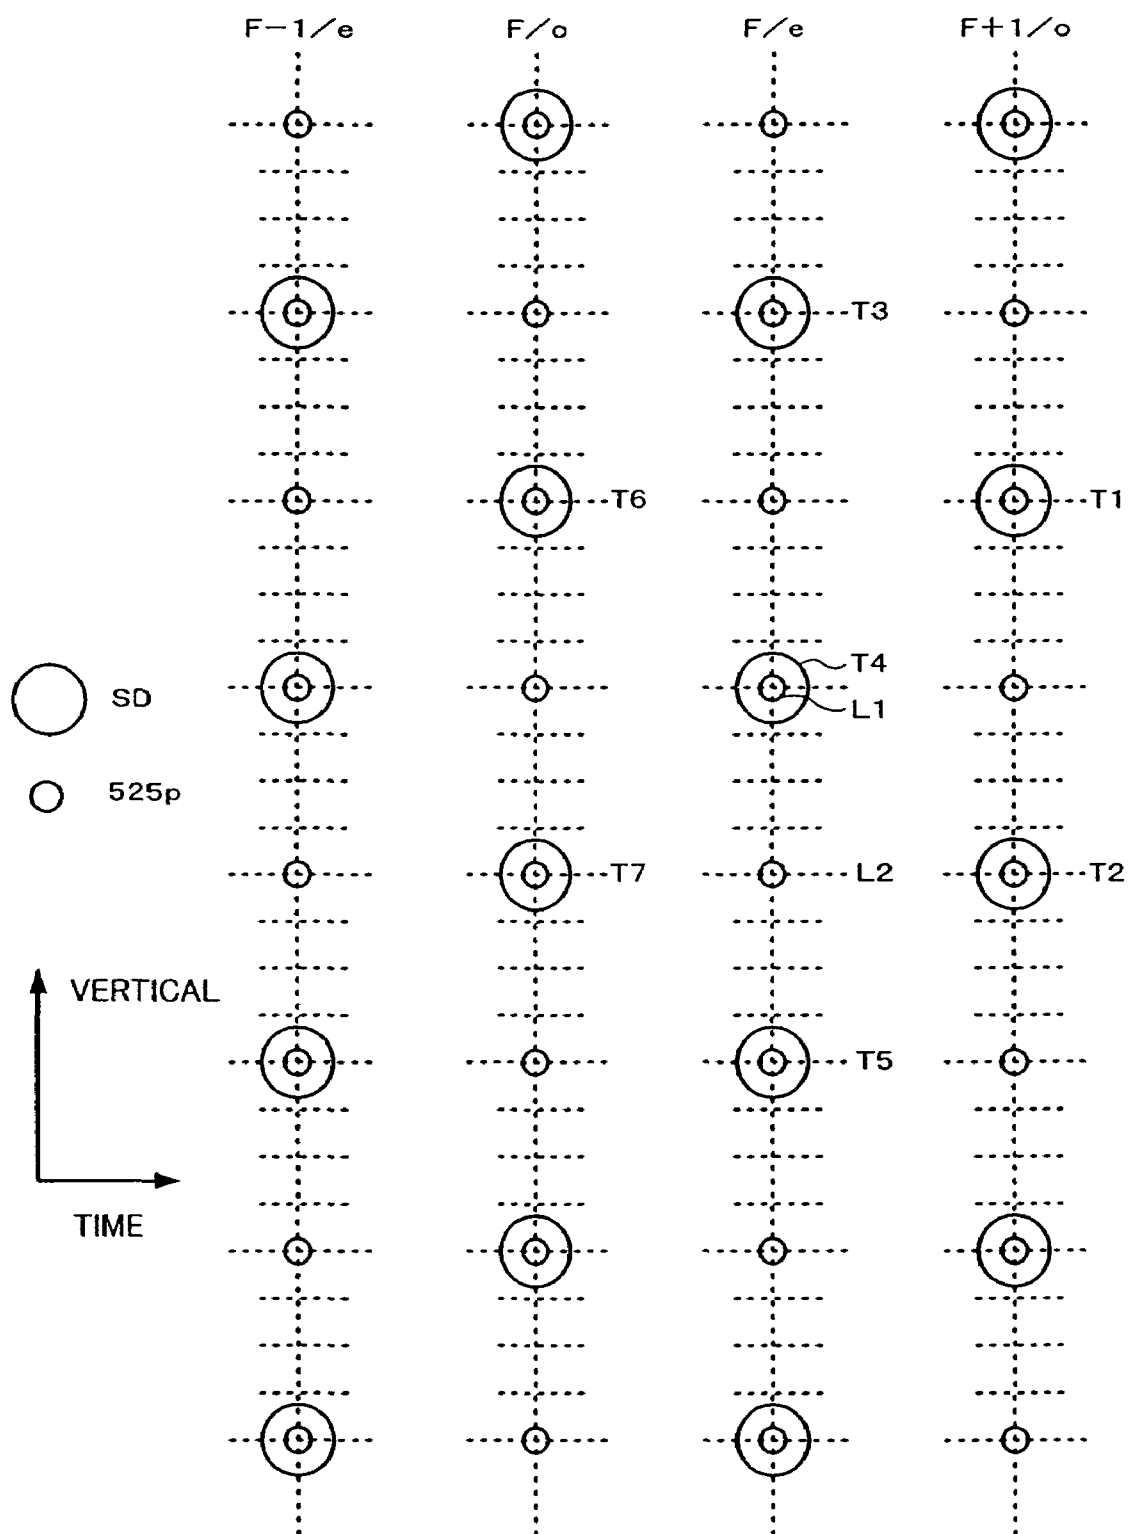 F-1/e F/o F/e F+1/o
T3
T6 T1
T4
SD L1
525p
T7 L2 T2
VERTICAL
T5
TIME